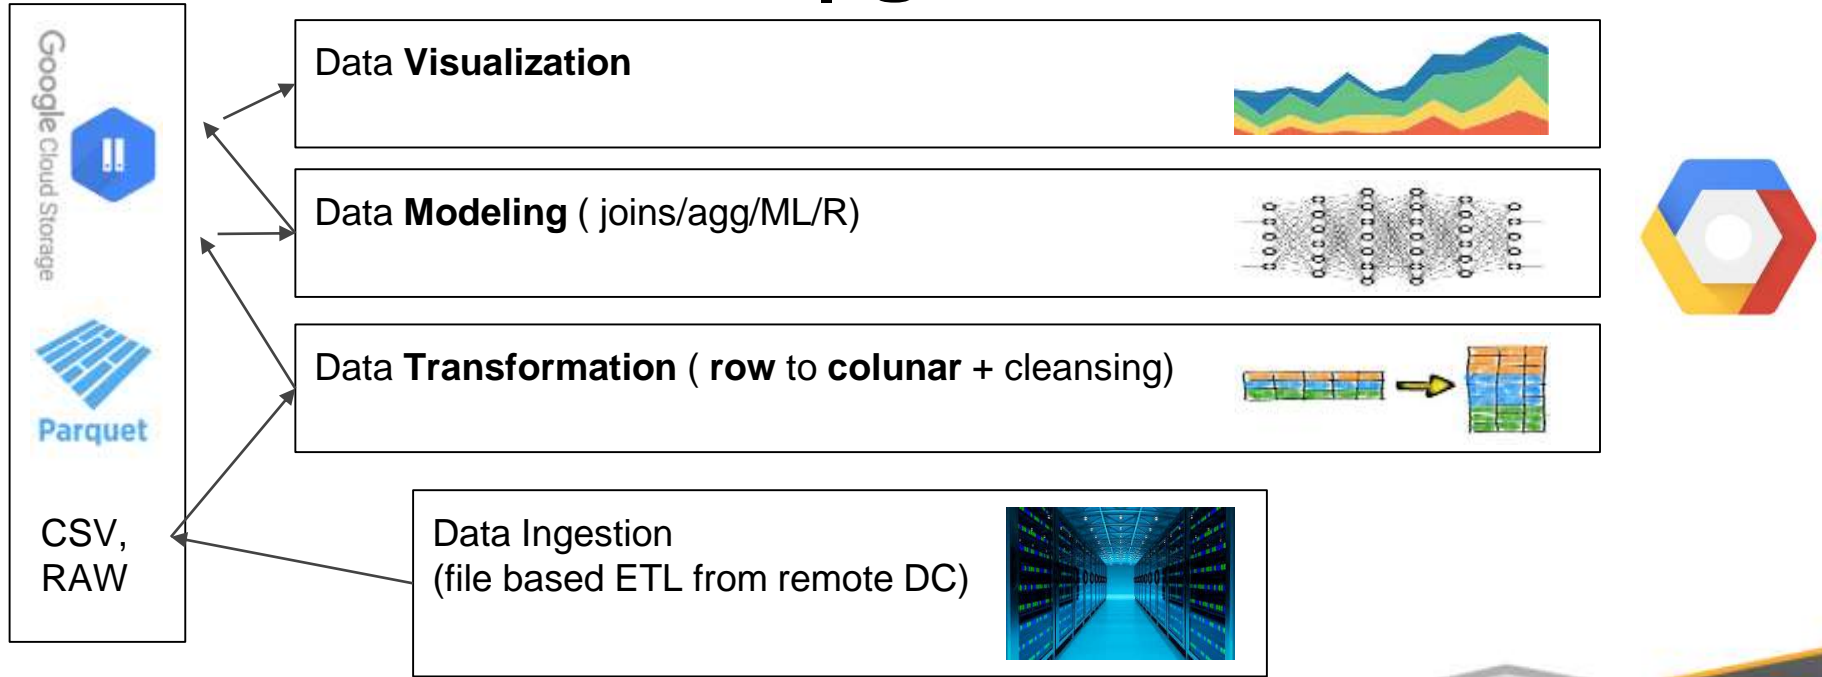 Google Cloud Storage
Parquet
CSV,
RAW
Data Visualization
Data Modeling ( joins/agg/ML/R)
Data Transformation ( row to colunar + cleansing)
Data Ingestion
(file based ETL from remote DC)